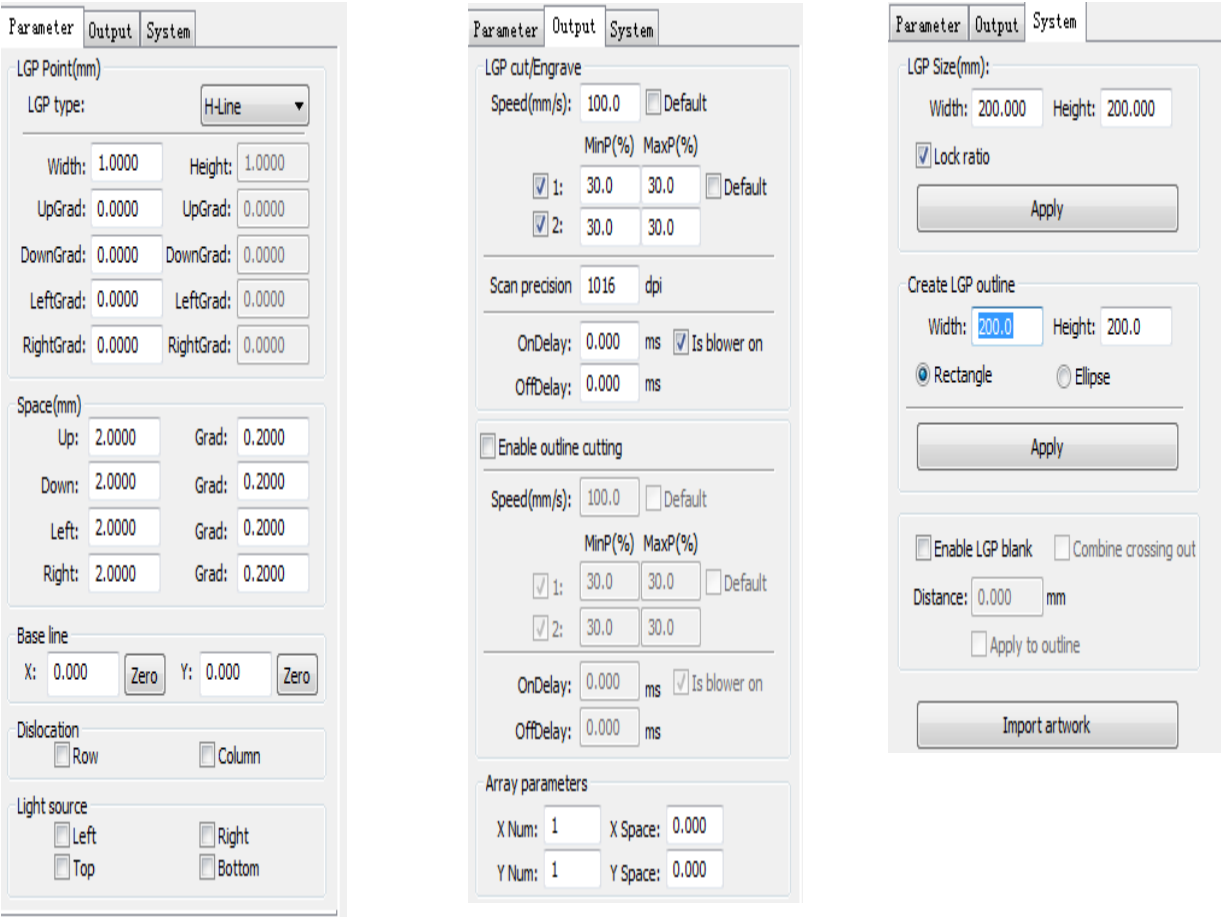 Parameter Output System
LGP Point(mm)
LGP type: H-Line
Width: 1.0000 Height: 1.0000
UpGrad: 0.0000 UpGrad: 0.0000
DownGrad: 0.0000 DownGrad: 0.0000
LeftGrad: 0.0000 LeftGrad: 0.0000
RightGrad: 0.0000 RightGrad: 0.0000
Space(mm)
Up: 2.0000 Grad: 0.2000
Down: 2.0000 Grad: 0.2000
Left: 2.0000 Grad: 0.2000
Right: 2.0000 Grad: 0.2000
Base line
X: 0.000 Zero Y: 0.000 Zero
Dislocation
Row Column
Light source
Left Right
Top Bottom
Parameter Output System
LGP cut/Engrave
Speed(mm/s): 100.0 Default
MinP(%) MaxP(%)
1: 30.0 30.0 Default
2: 30.0 30.0
Scan precision 1016 dpi
OnDelay: 0.000 ms Is blower on
OffDelay: 0.000 ms
Enable outline cutting
Speed(mm/s): 100.0 Default
MinP(%) MaxP(%)
1: 30.0 30.0 Default
2: 30.0 30.0
OnDelay: 0.000 ms Is blower on
OffDelay: 0.000 ms
Array parameters
X Num: 1 X Space: 0.000
Y Num: 1 Y Space: 0.000
Parameter Output System
LGP Size(mm):
Width: 200.000 Height: 200.000
Lock ratio
Apply
Create LGP outline
Width: 200.0 Height: 200.0
Rectangle Ellipse
Apply
Enable LGP blank Combine crossing out
Distance: 0.000 mm
Apply to outline
Import artwork